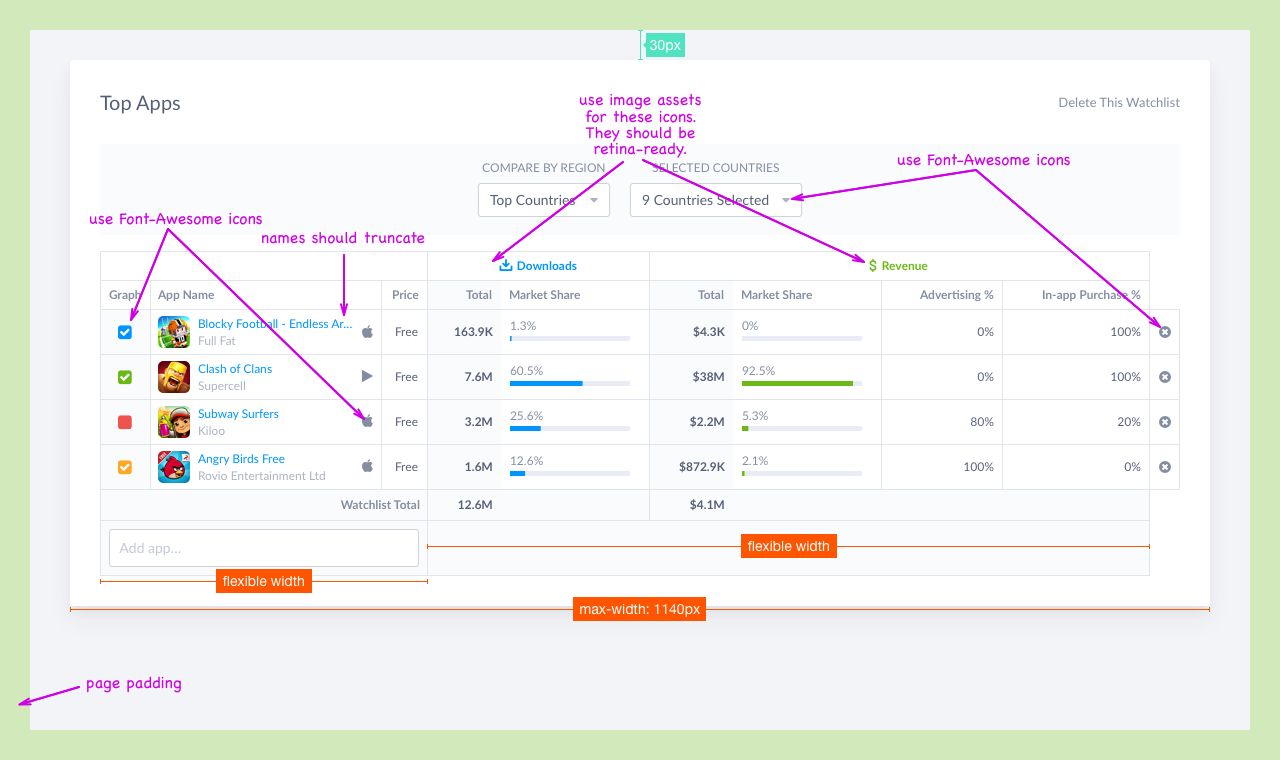 30px
Top Apps
Delete This Watchlist
use image assets
for these icons.
They should be
retina-ready.
use Font-Awesome icons
COMPARE BY REGION
SELECTED COUNTRIES
Top Countries
9 Countries Selected
use Font-Awesome icons
names should truncate
Downloads
$ Revenue
Graph App Name Price Total Market Share Total Market Share Advertising % In-app Purchase %
Blocky Football - Endless Ar...
Full Fat
Free 163.9K 1.3% $4.3K 0% 0% 100%
Clash of Clans
Supercell
Free 7.6M 60.5% $38M 92.5% 0% 100%
Subway Surfers
Kiloo
Free 3.2M 25.6% $2.2M 5.3% 80% 20%
Angry Birds Free
Rovio Entertainment Ltd
Free 1.6M 12.6% $872.9K 2.1% 100% 0%
Watchlist Total 12.6M $4.1M
Add app...
flexible width
flexible width
max-width: 1140px
page padding